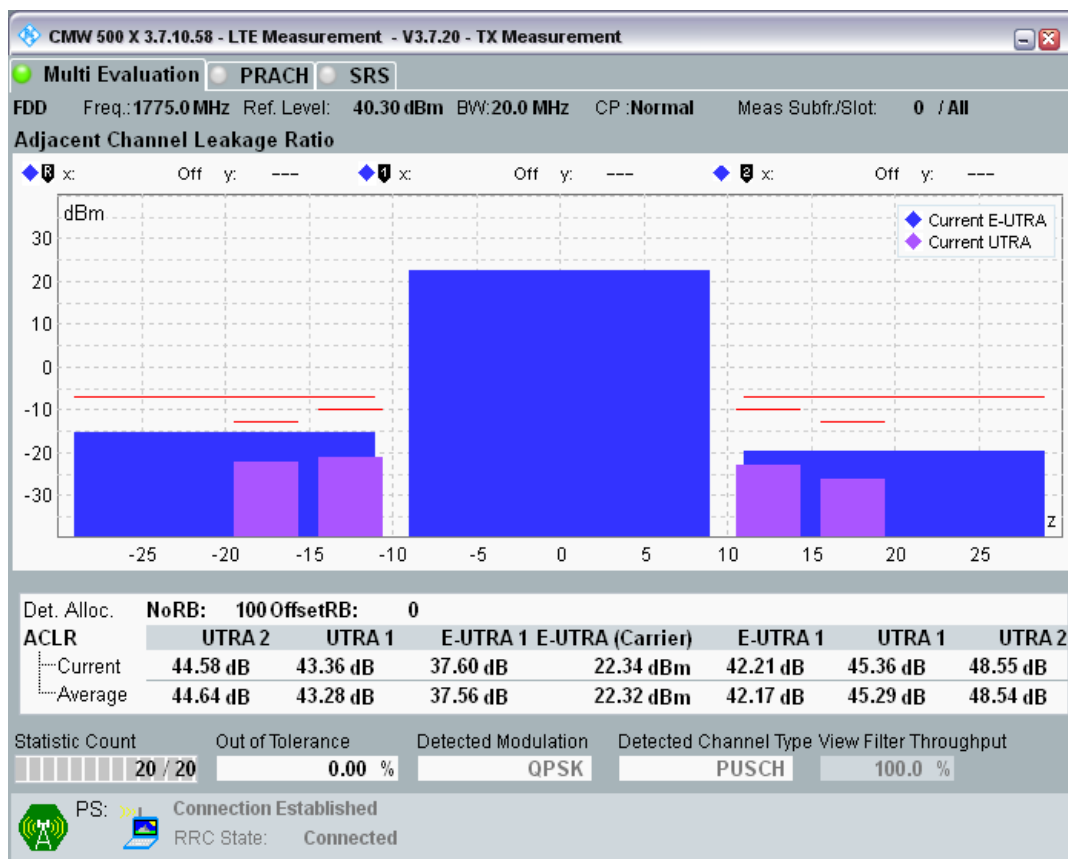 CMW 500 X 3.7.10.58 - LTE Measurement - V3.7.20 - TX Measurement
Multi Evaluation PRACH SRS
FDD Freq.: 1775.0 MHz Ref. Level: 40.30 dBm BW: 20.0 MHz CP :Normal Meas Subfr./Slot: 0 / All
Adjacent Channel Leakage Ratio
R x: Off y: --- 1 x: Off y: --- 2 x: Off y: ---
dBm
Current E-UTRA
Current UTRA
30
20
10
0
-10
-20
-30
z
-25 -20 -15 -10 -5 0 5 10 15 20 25
Det. Alloc. NoRB: 100 OffsetRB: 0
ACLR UTRA 2 UTRA 1 E-UTRA 1 E-UTRA (Carrier) E-UTRA 1 UTRA 1 UTRA 2
Current 44.58 dB 43.36 dB 37.60 dB 22.34 dBm 42.21 dB 45.36 dB 48.55 dB
Average 44.64 dB 43.28 dB 37.56 dB 22.32 dBm 42.17 dB 45.29 dB 48.54 dB
Statistic Count Out of Tolerance Detected Modulation Detected Channel Type View Filter Throughput
20 / 20 0.00 % QPSK PUSCH 100.0 %
PS: Connection Established
RRC State: Connected